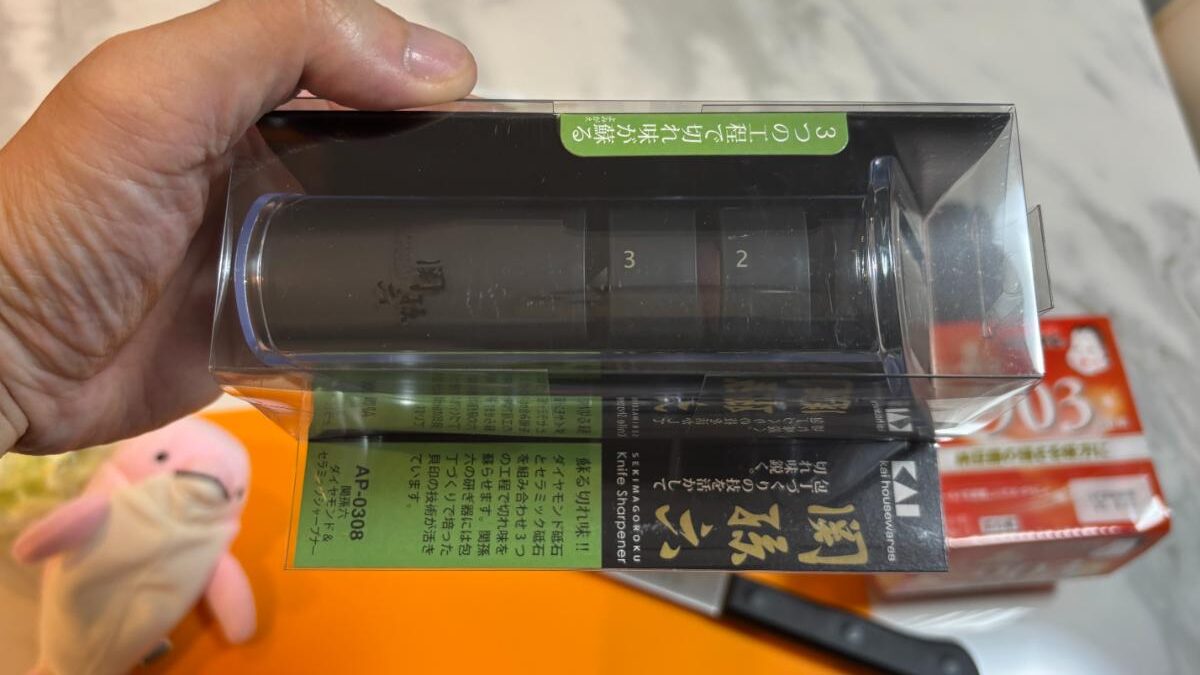 3つの工程で切れ味が蘇る
よみがえ
3
2
関孫六
KAI
kai housewares
包丁づくりの技を活かして
切れ味鋭く。
関孫六
SEKIMAGOROKU
Knife Sharpener
蘇る切れ味!!
ダイヤモンド砥石
とセラミック砥石
を組み合わせ3つ
の工程で切れ味を
蘇らせます。関孫
六の研ぎ器には包
丁づくりで培った
貝印の技術が活き
ています。
AP-0308
関孫六
ダイヤモンド&
セラミックシャープナー